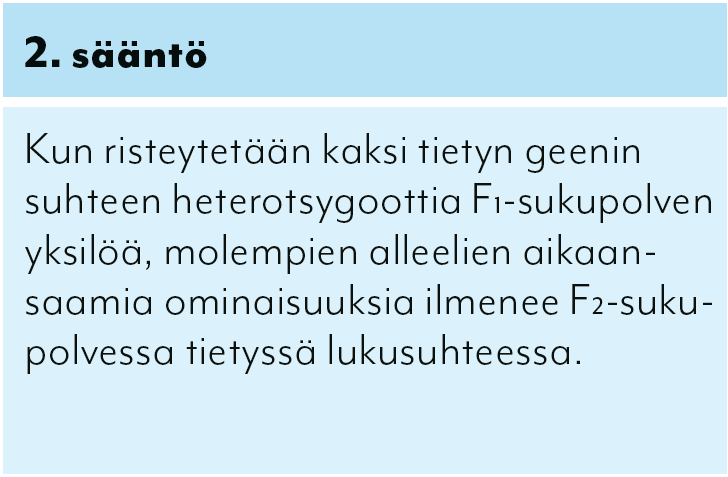 2. sääntö
Kun risteytetään kaksi tietyn geenin
suhteen heterotsygoottia F₁-sukupolven
yksilöä, molempien alleelien aikaan-
saamia ominaisuuksia ilmenee F₂-suku-
polvessa tietyssä lukusuhteessa.